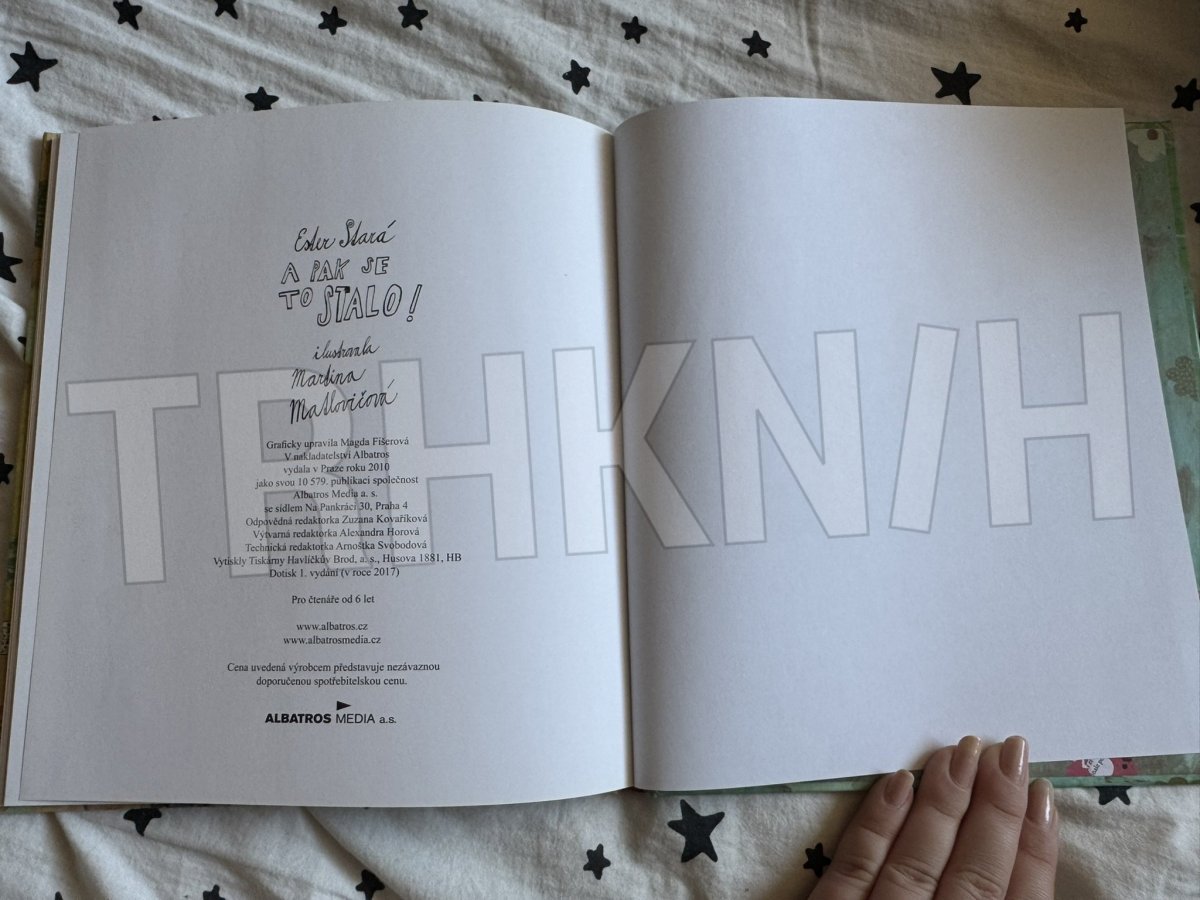 Ester Stará
A PAK SE
TO STALO!
ilustrovala
Martina
Matlovičová
Graficky upravila Magda Fišerová
V nakladatelství Albatros
vydala v Praze roku 2010
jako svou 10 579. publikaci společnost
Albatros Media a. s.
se sídlem Na Pankráci 30, Praha 4
Odpovědná redaktorka Zuzana Kovaříková
Výtvarná redaktorka Alexandra Horová
Technická redaktorka Arnoštka Svobodová
Vytiskly Tiskárny Havlíčkův Brod, a. s., Husova 1881, HB
Dotisk 1. vydání (v roce 2017)
Pro čtenáře od 6 let
www.albatros.cz
www.albatrosmedia.cz
Cena uvedená výrobcem představuje nezávaznou
doporučenou spotřebitelskou cenu.
ALBATROS MEDIA a.s.
TRHKN/H